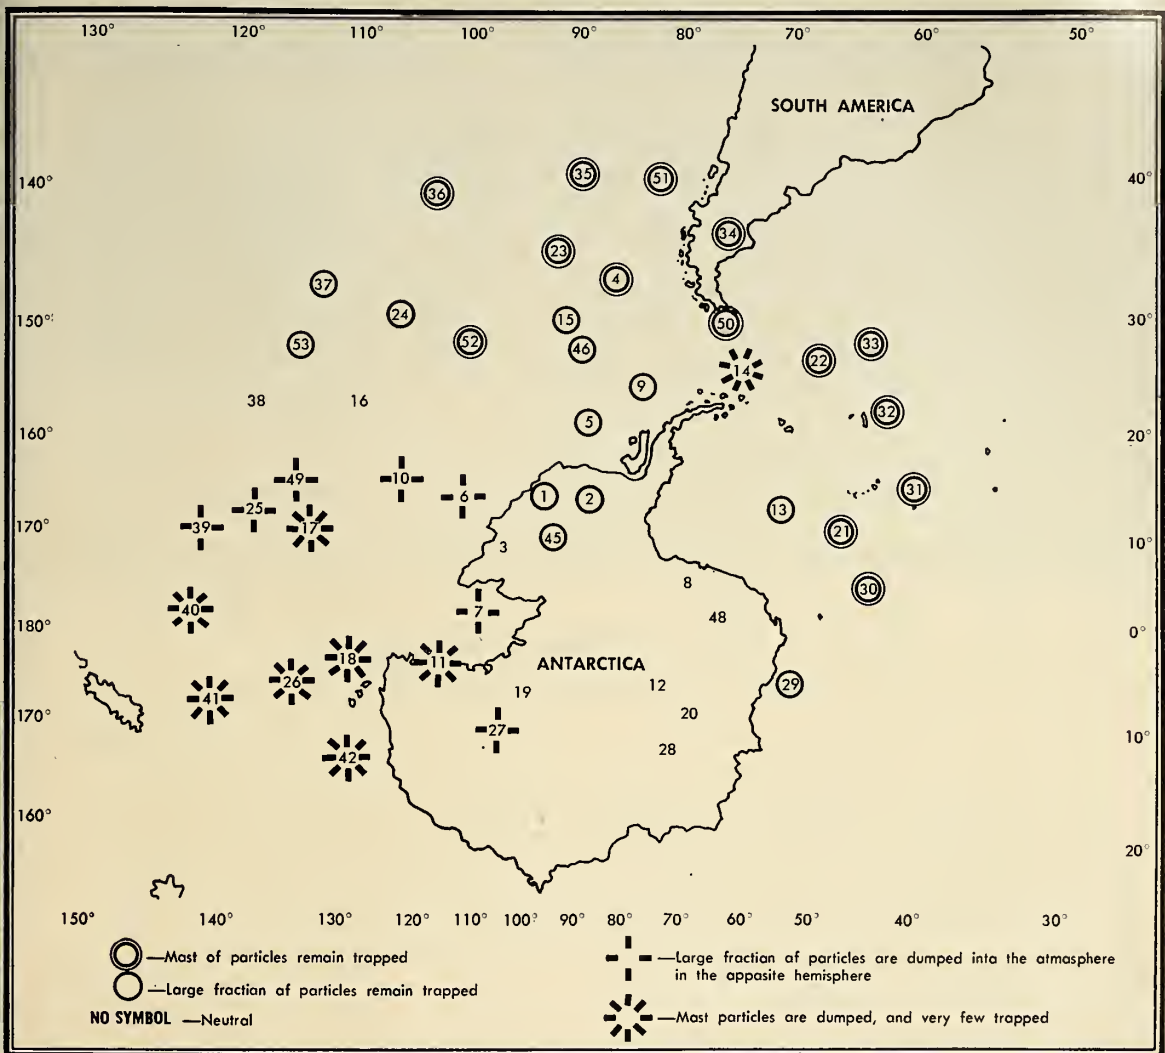 130° 120° 110° 100° 90° 80° 70° 60° 50°
SOUTH AMERICA
140° 36 35 51 40°
34
23
4
37
24 15
150° 50 30°
53 52 46 22 33
14
9
38 16
5 32
160° 20°
49 10
6 1 2 31
25 13
39 17
170° 45 21 10°
3
8 30
40 7 48
180° 0°
18 11 ANTARCTICA
26 12 29
41 19
170° 27 20 10°
42 28
160°
20°
150° 140° 130° 120° 110° 100° 90° 80° 70° 60° 50° 40° 30°
—Mast of particles remain trapped
—Large fraction af particles remain trapped
NO SYMBOL —Neutral
—Large fraction af particles are dumped inta the atmasphere
in the appasite hemisphere
—Mast particles are dumped, and very few trapped